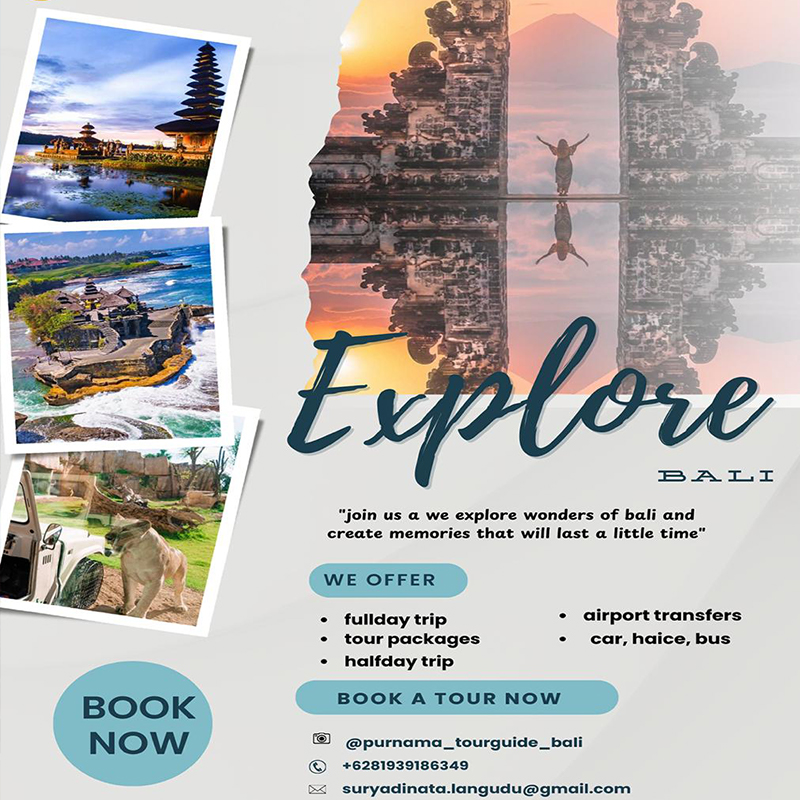 Explore
BALI
"join us a we explore wonders of bali and
create memories that will last a little time"
WE OFFER
• fullday trip
• tour packages
• halfday trip
• airport transfers
• car, haice, bus
BOOK A TOUR NOW
BOOK
NOW
@purnama_tourguide_bali
+6281939186349
suryadinata.langudu@gmail.com